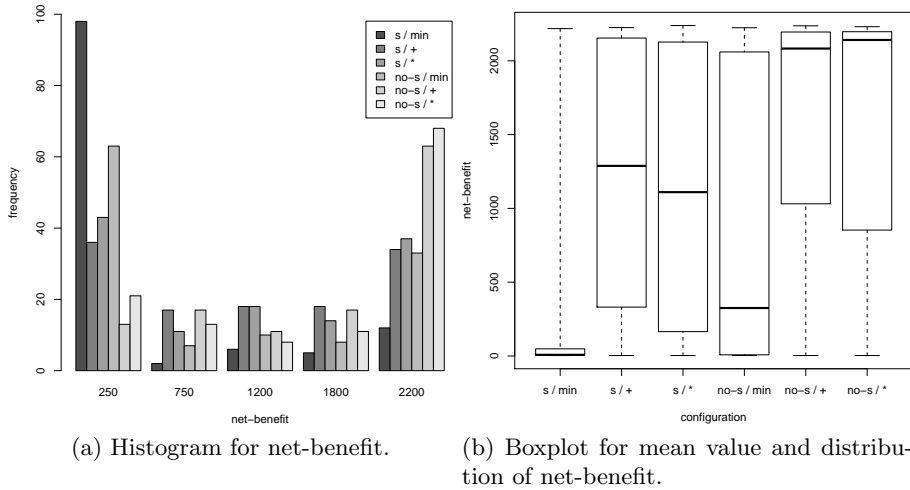 100
80
60
40
20
0
frequency
s / min
s / +
s / *
no−s / min
no−s / +
no−s / *
250 750 1200 1800 2200
net−benefit
(a) Histogram for net-benefit.
2000
1500
1000
500
0
net−benefit
s / min s / + s / * no−s / min no−s / + no−s / *
configuration
(b) Boxplot for mean value and distribu-
tion of net-benefit.